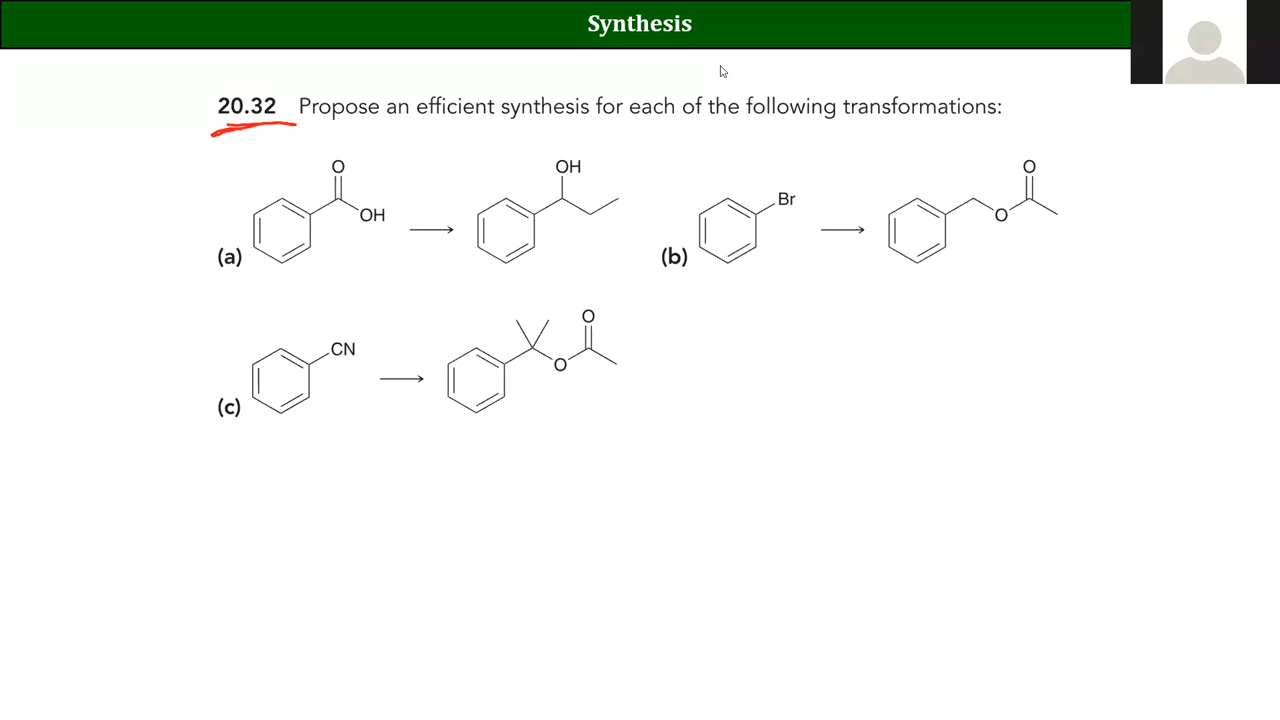 Synthesis
20.32 Propose an efficient synthesis for each of the following transformations:
(a) O OH OH
(b) Br O O
(c) CN O O